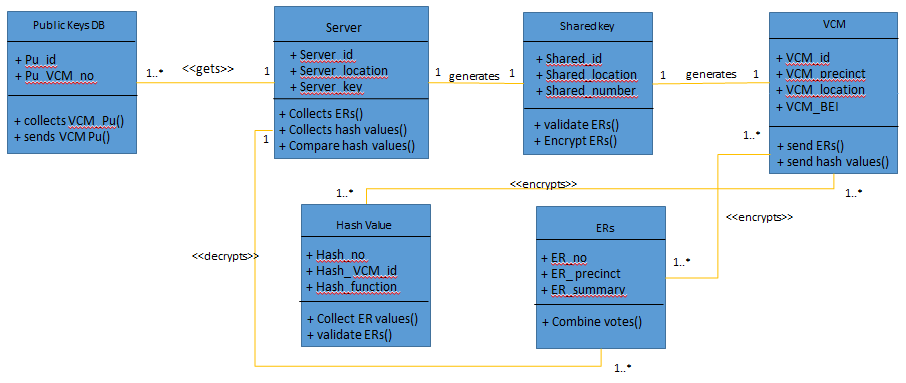 Public Keys DB
+ Pu_id
+ Pu_VCM_no
+ collects VCM_Pu()
+ sends VCM Pu()
1..*
<<gets>>
1
Server
+ Server_id
+ Server_location
+ Server_key
+ Collects ERs()
+ Collects hash values()
+ Compare hash values()
1
generates
1
Shared key
+ Shared_id
+ Shared_location
+ Shared_number
+ validate ERs()
+ Encrypt ERs()
1
generates
1
VCM
+ VCM_id
+ VCM_precinct
+ VCM_location
+ VCM_BEI
+ send ERs()
+ send hash values()
1
1..*
<<encrypts>>
1..*
1..*
<<encrypts>>
<<decrypts>>
Hash Value
+ Hash_no
+ Hash_VCM_id
+ Hash_function
+ Collect ER values()
+ validate ERs()
ERs
+ ER_no
+ ER_precinct
+ ER_summary
+ Combine votes()
1..*
1..*